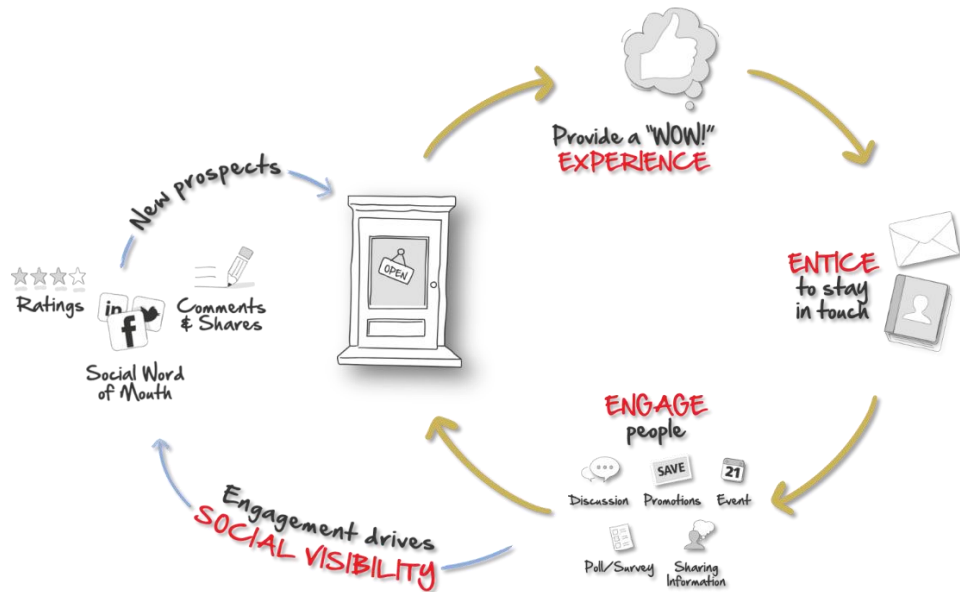 Provide a "WOW!"
EXPERIENCE
New prospects
OPEN
ENTICE
to stay
in touch
Ratings
in
f
Comments
& Shares
Social Word
of Mouth
ENGAGE
people
SAVE
21
Discussion
Promotions
Event
Poll/Survey
Sharing
Information
Engagement drives
SOCIAL VISIBILITY